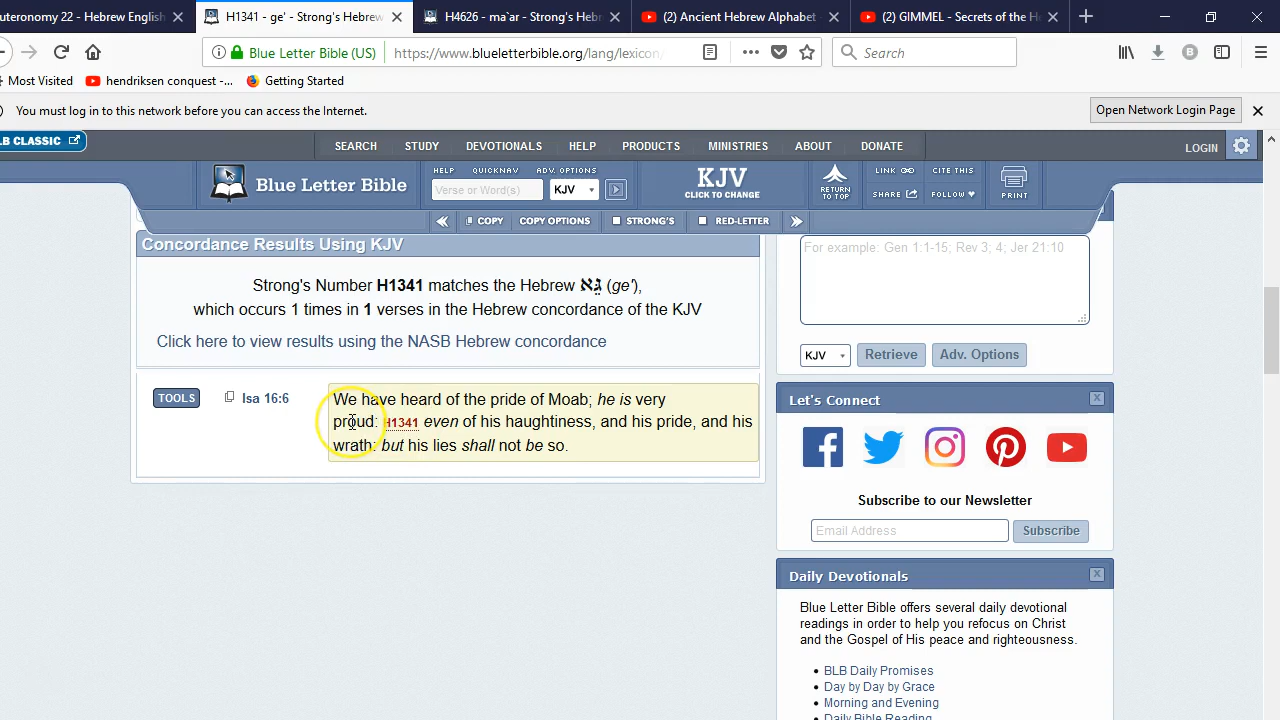 uteronomy 22 - Hebrew English
H1341 - ge' - Strong's Hebrew
H4626 - ma`ar - Strong's Heb
(2) Ancient Hebrew Alphabet -
(2) GIMMEL - Secrets of the H
Blue Letter Bible (US)
https://www.blueletterbible.org/lang/lexicon
Search
Most Visited
hendriksen conquest -...
Getting Started
You must log in to this network before you can access the Internet.
Open Network Login Page
LB CLASSIC
SEARCH STUDY DEVOTIONALS HELP PRODUCTS MINISTRIES ABOUT DONATE
LOGIN
Blue Letter Bible
HELP QUICKNAV ADV. OPTIONS
Verse or Word(s)
KJV
KJV
CLICK TO CHANGE
RETURN TO TOP
LINK
CITE THIS
SHARE
FOLLOW
PRINT
COPY COPY OPTIONS STRONG'S RED-LETTER
Concordance Results Using KJV
Strong's Number H1341 matches the Hebrew גֵּא (ge'),
which occurs 1 times in 1 verses in the Hebrew concordance of the KJV
Click here to view results using the NASB Hebrew concordance
TOOLS
Isa 16:6
We have heard of the pride of Moab; he is very
proud: H1341 even of his haughtiness, and his pride, and his
wrath: but his lies shall not be so.
For example: Gen 1:1-15; Rev 3; 4; Jer 21:10
KJV
Retrieve
Adv. Options
Let's Connect
X
Subscribe to our Newsletter
Email Address
Subscribe
Daily Devotionals
X
Blue Letter Bible offers several daily devotional
readings in order to help you refocus on Christ
and the Gospel of His peace and righteousness.
BLB Daily Promises
Day by Day by Grace
Morning and Evening
Daily Bible Reading